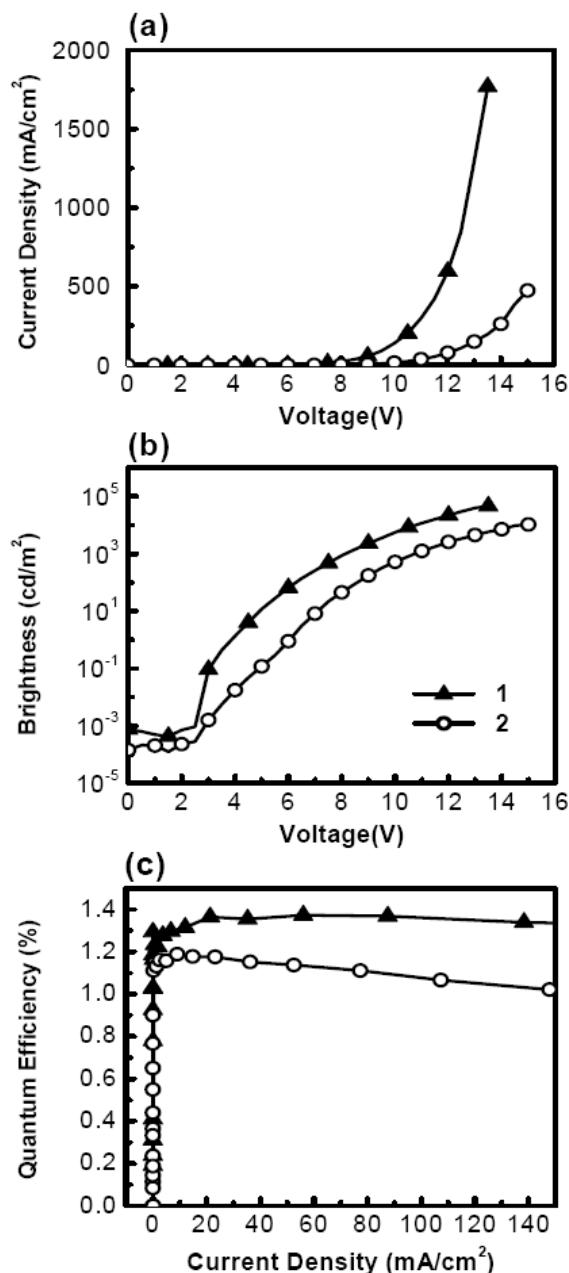 (a)
2000
1750
1000
500
0
Current Density (mA/cm²)
0 2 4 6 8 10 12 14 16
Voltage(V)
(b)
10⁵
10³
10¹
10⁻¹
10⁻³
10⁻⁵
Brightness (cd/m²)
1
2
0 2 4 6 8 10 12 14 16
Voltage(V)
(c)
1.4
1.2
1.0
0.8
0.6
0.4
0.2
0.0
Quantum Efficiency (%)
0 20 40 60 80 100 120 140
Current Density (mA/cm²)